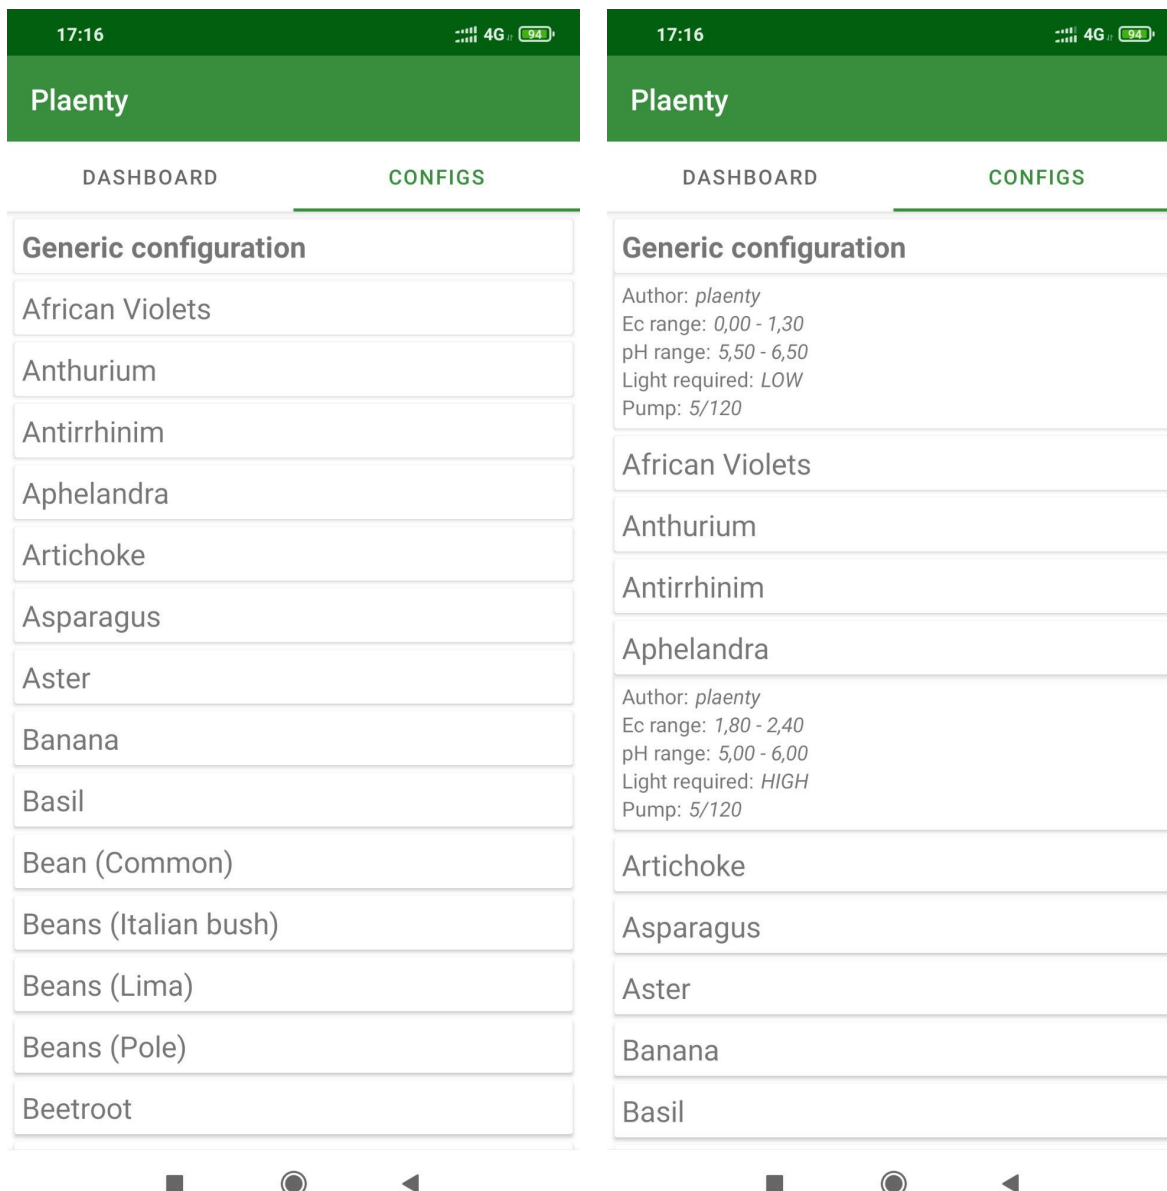 17:16 4G 94
Plaenty
DASHBOARD CONFIGS
Generic configuration
African Violets
Anthurium
Antirrhinim
Aphelandra
Artichoke
Asparagus
Aster
Banana
Basil
Bean (Common)
Beans (Italian bush)
Beans (Lima)
Beans (Pole)
Beetroot
17:16 4G 94
Plaenty
DASHBOARD CONFIGS
Generic configuration
Author: plaenty
Ec range: 0,00 - 1,30
pH range: 5,50 - 6,50
Light required: LOW
Pump: 5/120
African Violets
Anthurium
Antirrhinim
Aphelandra
Author: plaenty
Ec range: 1,80 - 2,40
pH range: 5,00 - 6,00
Light required: HIGH
Pump: 5/120
Artichoke
Asparagus
Aster
Banana
Basil